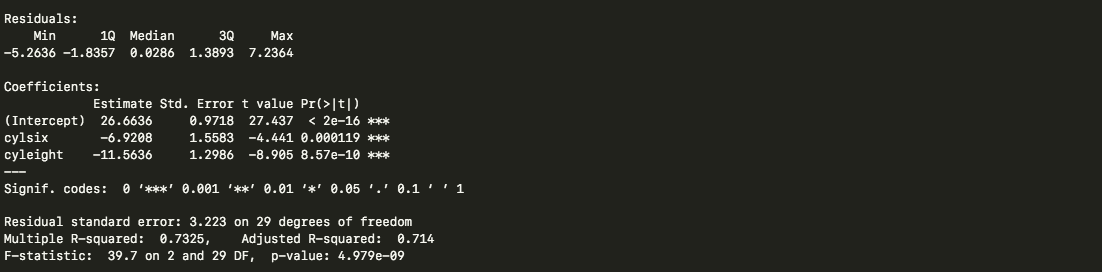 Residuals:
    Min      1Q  Median      3Q     Max
-5.2636 -1.8357  0.0286  1.3893  7.2364

Coefficients:
            Estimate Std. Error t value Pr(>|t|)
(Intercept)  26.6636     0.9718  27.437  < 2e-16 ***
cylsix       -6.9208     1.5583  -4.441 0.000119 ***
cyleight    -11.5636     1.2986  -8.905 8.57e-10 ***
---
Signif. codes:  0 ‘***’ 0.001 ‘**’ 0.01 ‘*’ 0.05 ‘.’ 0.1 ‘ ’ 1

Residual standard error: 3.223 on 29 degrees of freedom
Multiple R-squared:  0.7325,    Adjusted R-squared:  0.714
F-statistic:  39.7 on 2 and 29 DF,  p-value: 4.979e-09